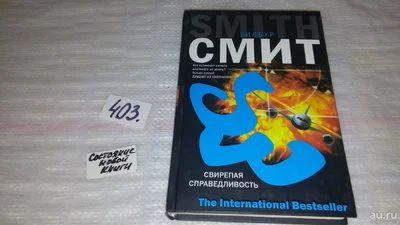 SMITH
УИЛБУР
СМИТ
СВИРЕПАЯ
СПРАВЕДЛИВОСТЬ
The International Bestseller
403.
Состояние
новой
книги
au.ru